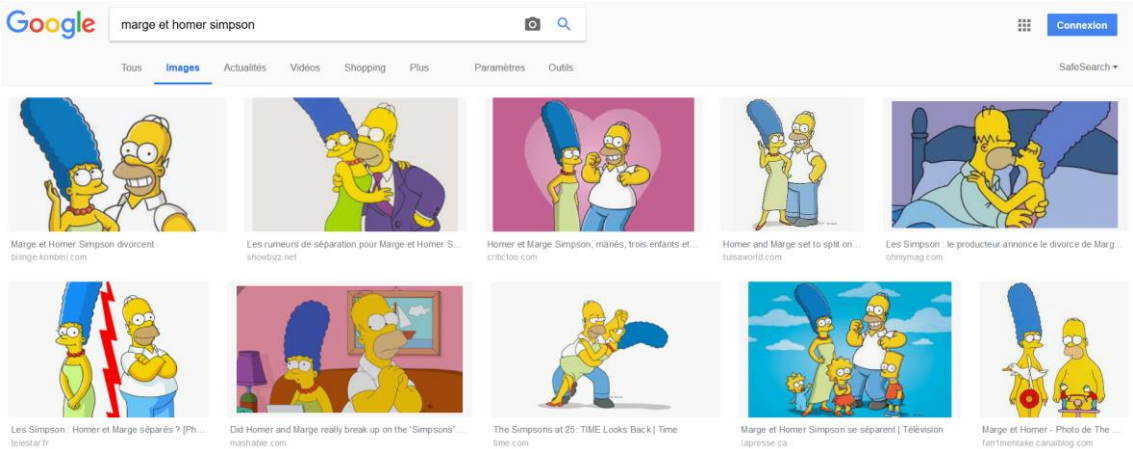 Google
marge et homer simpson
Connexion
Tous Images Actualités Vidéos Shopping Plus Paramètres Outils
SafeSearch
Marge et Homer Simpson divorcent
bilinge.konbini.com
Les rumeurs de séparation pour Marge et Homer S...
showbizz.net
Homer et Marge Simpson, mariés, trois enfants et...
critictoo.com
Homer and Marge set to split on...
tulsaworld.com
Les Simpson : le producteur annonce le divorce de Marg...
ohmymag.com
Les Simpson : Homer et Marge séparés ? [Ph...
telestar.fr
Did Homer and Marge really break up on the 'Simpsons' ...
mashable.com
The Simpsons at 25: TIME Looks Back | Time
time.com
Marge et Homer Simpson se séparent | Télévision
lapresse.ca
Marge et Homer - Photo de The ...
fan1mentake.canalblog.com